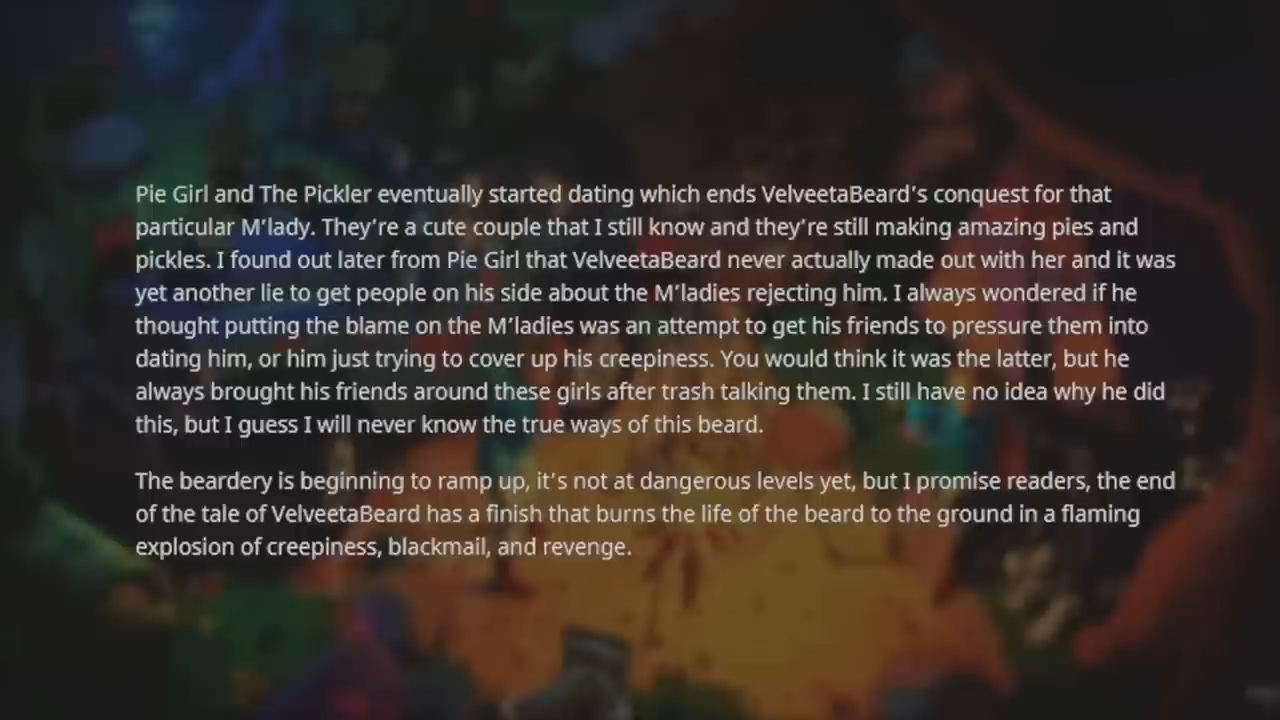 Pie Girl and The Pickler eventually started dating which ends VelveetaBeard's conquest for that
particular M'lady. They're a cute couple that I still know and they're still making amazing pies and
pickles. I found out later from Pie Girl that VelveetaBeard never actually made out with her and it was
yet another lie to get people on his side about the M'ladies rejecting him. I always wondered if he
thought putting the blame on the M'ladies was an attempt to get his friends to pressure them into
dating him, or him just trying to cover up his creepiness. You would think it was the latter, but he
always brought his friends around these girls after trash talking them. I still have no idea why he did
this, but I guess I will never know the true ways of this beard.
The beardery is beginning to ramp up, it's not at dangerous levels yet, but I promise readers, the end
of the tale of VelveetaBeard has a finish that burns the life of the beard to the ground in a flaming
explosion of creepiness, blackmail, and revenge.